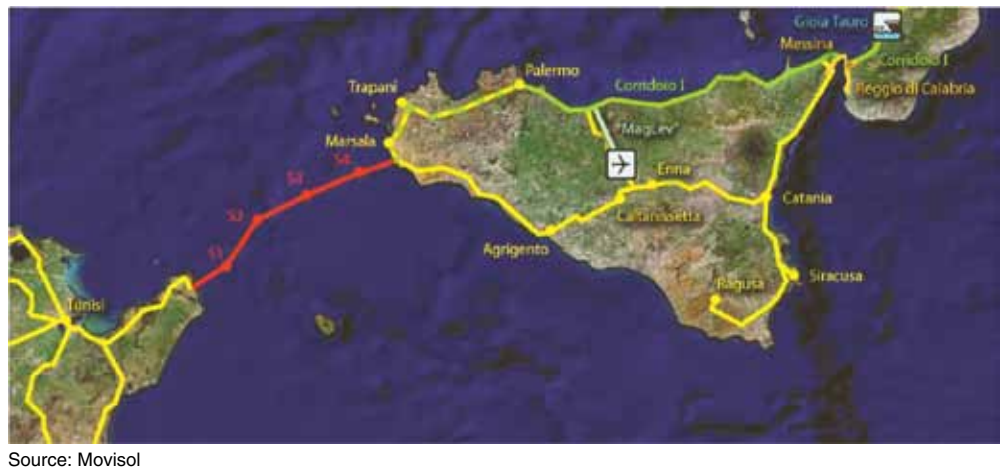 Gioia Tauro
Messina
Corridoio I
Palermo
Corridoio I
Reggio di Calabria
Trapani
"MagLev"
Marsala
S4
Enna
S3
Catania
Caltanissetta
S2
Agrigento
S1
Siracusa
Ragusa
Tunisi
Source: Movisol